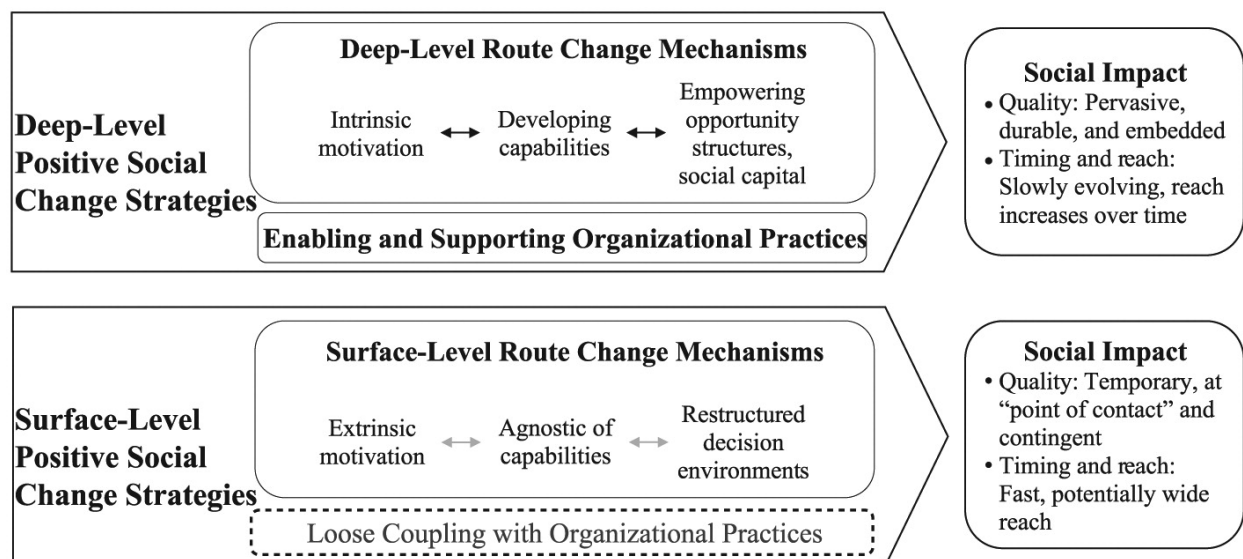 Deep-Level
Positive Social
Change Strategies
Deep-Level Route Change Mechanisms
Intrinsic
motivation
Developing
capabilities
Empowering
opportunity
structures,
social capital
Enabling and Supporting Organizational Practices
Social Impact
• Quality: Pervasive,
durable, and embedded
• Timing and reach:
Slowly evolving, reach
increases over time
Surface-Level
Positive Social
Change Strategies
Surface-Level Route Change Mechanisms
Extrinsic
motivation
Agnostic of
capabilities
Restructured
decision
environments
Loose Coupling with Organizational Practices
Social Impact
• Quality: Temporary, at
“point of contact” and
contingent
• Timing and reach:
Fast, potentially wide
reach